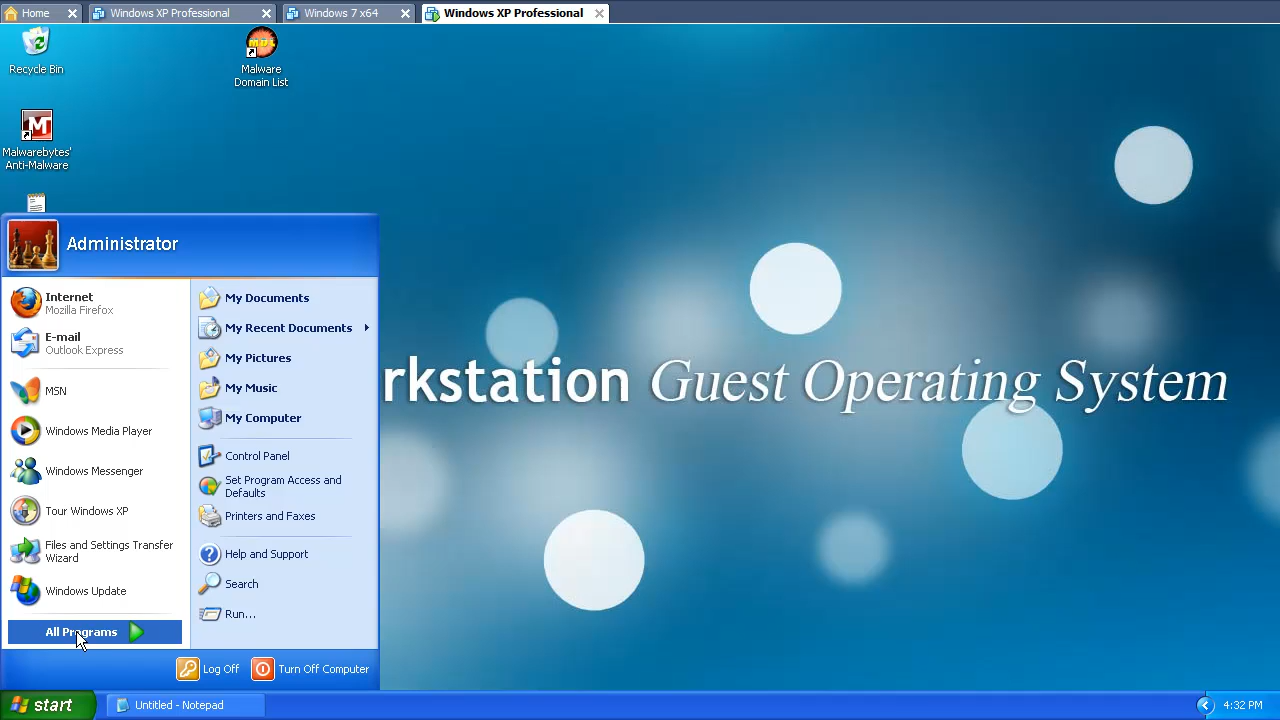 Home
Windows XP Professional
Windows 7 x64
Windows XP Professional
Recycle Bin
MDL
Malware
Domain List
M
Malwarebytes'
Anti-Malware
Administrator
Internet
Mozilla Firefox
E-mail
Outlook Express
MSN
Windows Media Player
Windows Messenger
Tour Windows XP
Files and Settings Transfer
Wizard
Windows Update
All Programs
My Documents
My Recent Documents
My Pictures
My Music
My Computer
Control Panel
Set Program Access and
Defaults
Printers and Faxes
Help and Support
Search
Run...
Log Off
Turn Off Computer
rkstation Guest Operating System
start
Untitled - Notepad
4:32 PM